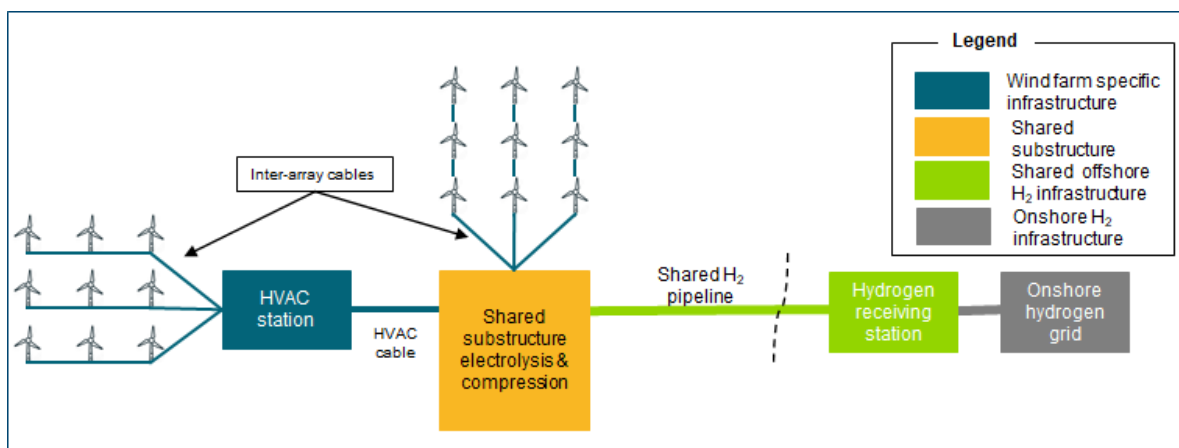 Legend
Wind farm specific
infrastructure
Shared
substructure
Shared offshore
H₂ infrastructure
Onshore H₂
infrastructure
Inter-array cables
HVAC
station
HVAC
cable
Shared
substructure
electrolysis &
compression
Shared H₂
pipeline
Hydrogen
receiving
station
Onshore
hydrogen
grid